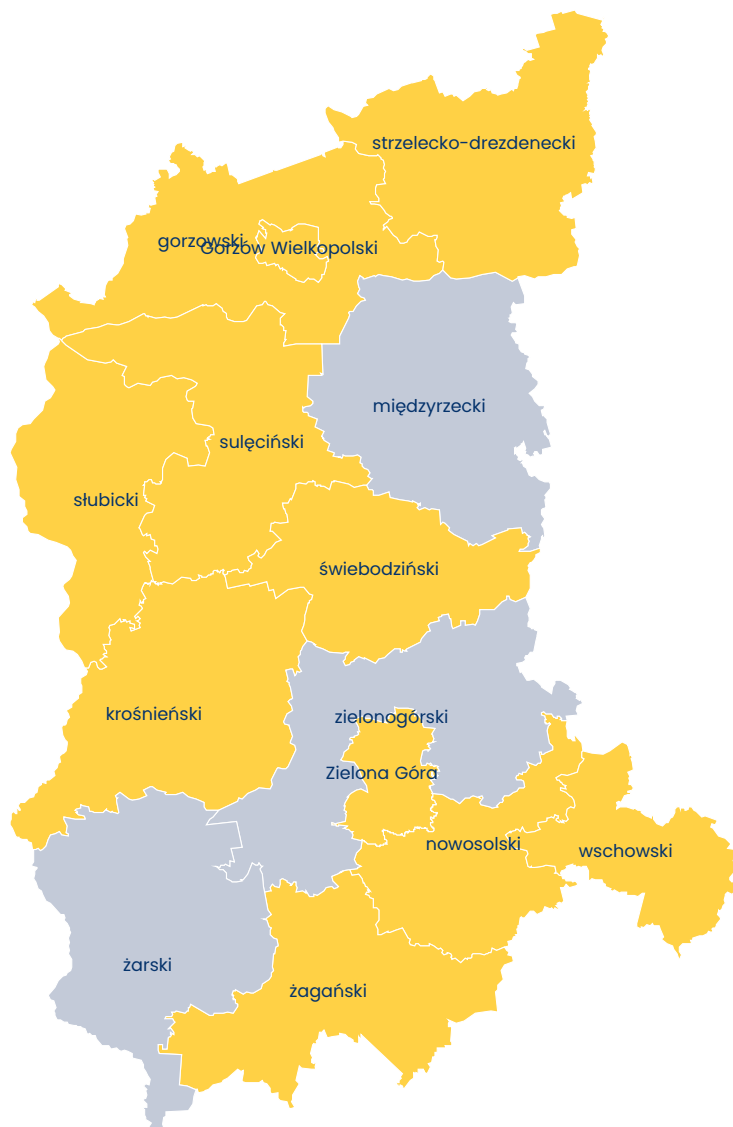 strzelecko-drezdenecki
gorzowski
Gorzów Wielkopolski
międzyrzecki
sulęciński
słubicki
świebodziński
krośnieński
zielonogórski
Zielona Góra
nowosolski
wschowski
żarski
żagański